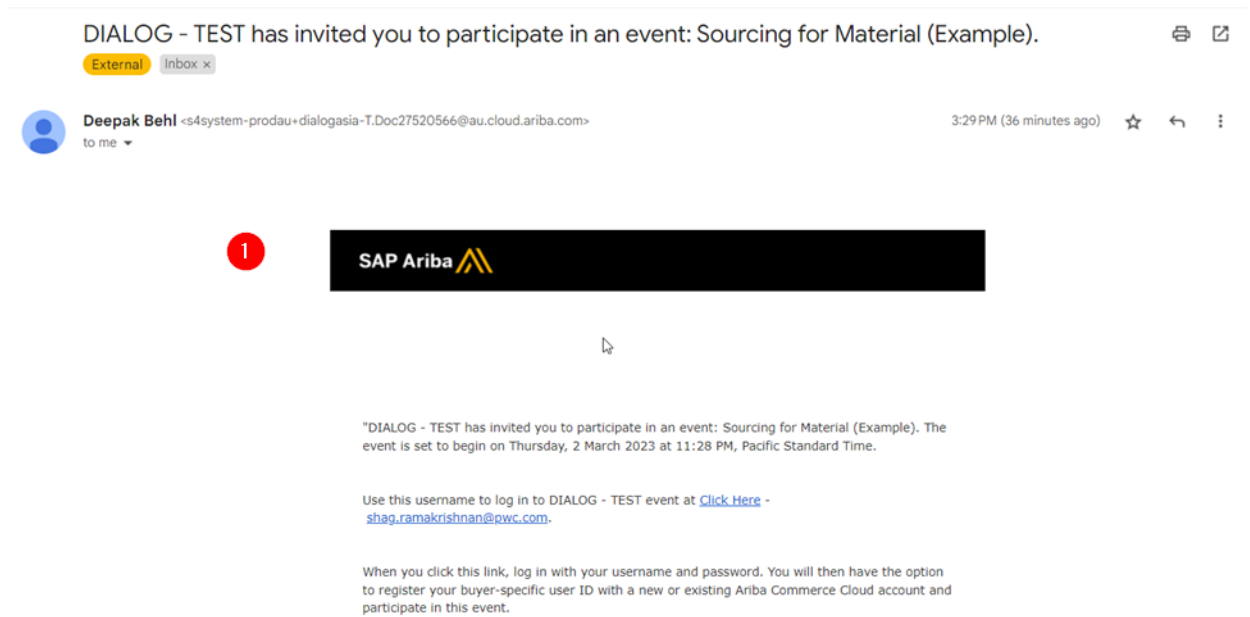 DIALOG - TEST has invited you to participate in an event: Sourcing for Material (Example).
External Inbox ×
Deepak Behl <s4system-prodau+dialogasia-T.Doc27520566@au.cloud.ariba.com> 3:29 PM (36 minutes ago)
to me
1
SAP Ariba
"DIALOG - TEST has invited you to participate in an event: Sourcing for Material (Example). The
event is set to begin on Thursday, 2 March 2023 at 11:28 PM, Pacific Standard Time.
Use this username to log in to DIALOG - TEST event at Click Here -
shag.ramakrishnan@pwc.com.
When you click this link, log in with your username and password. You will then have the option
to register your buyer-specific user ID with a new or existing Ariba Commerce Cloud account and
participate in this event.